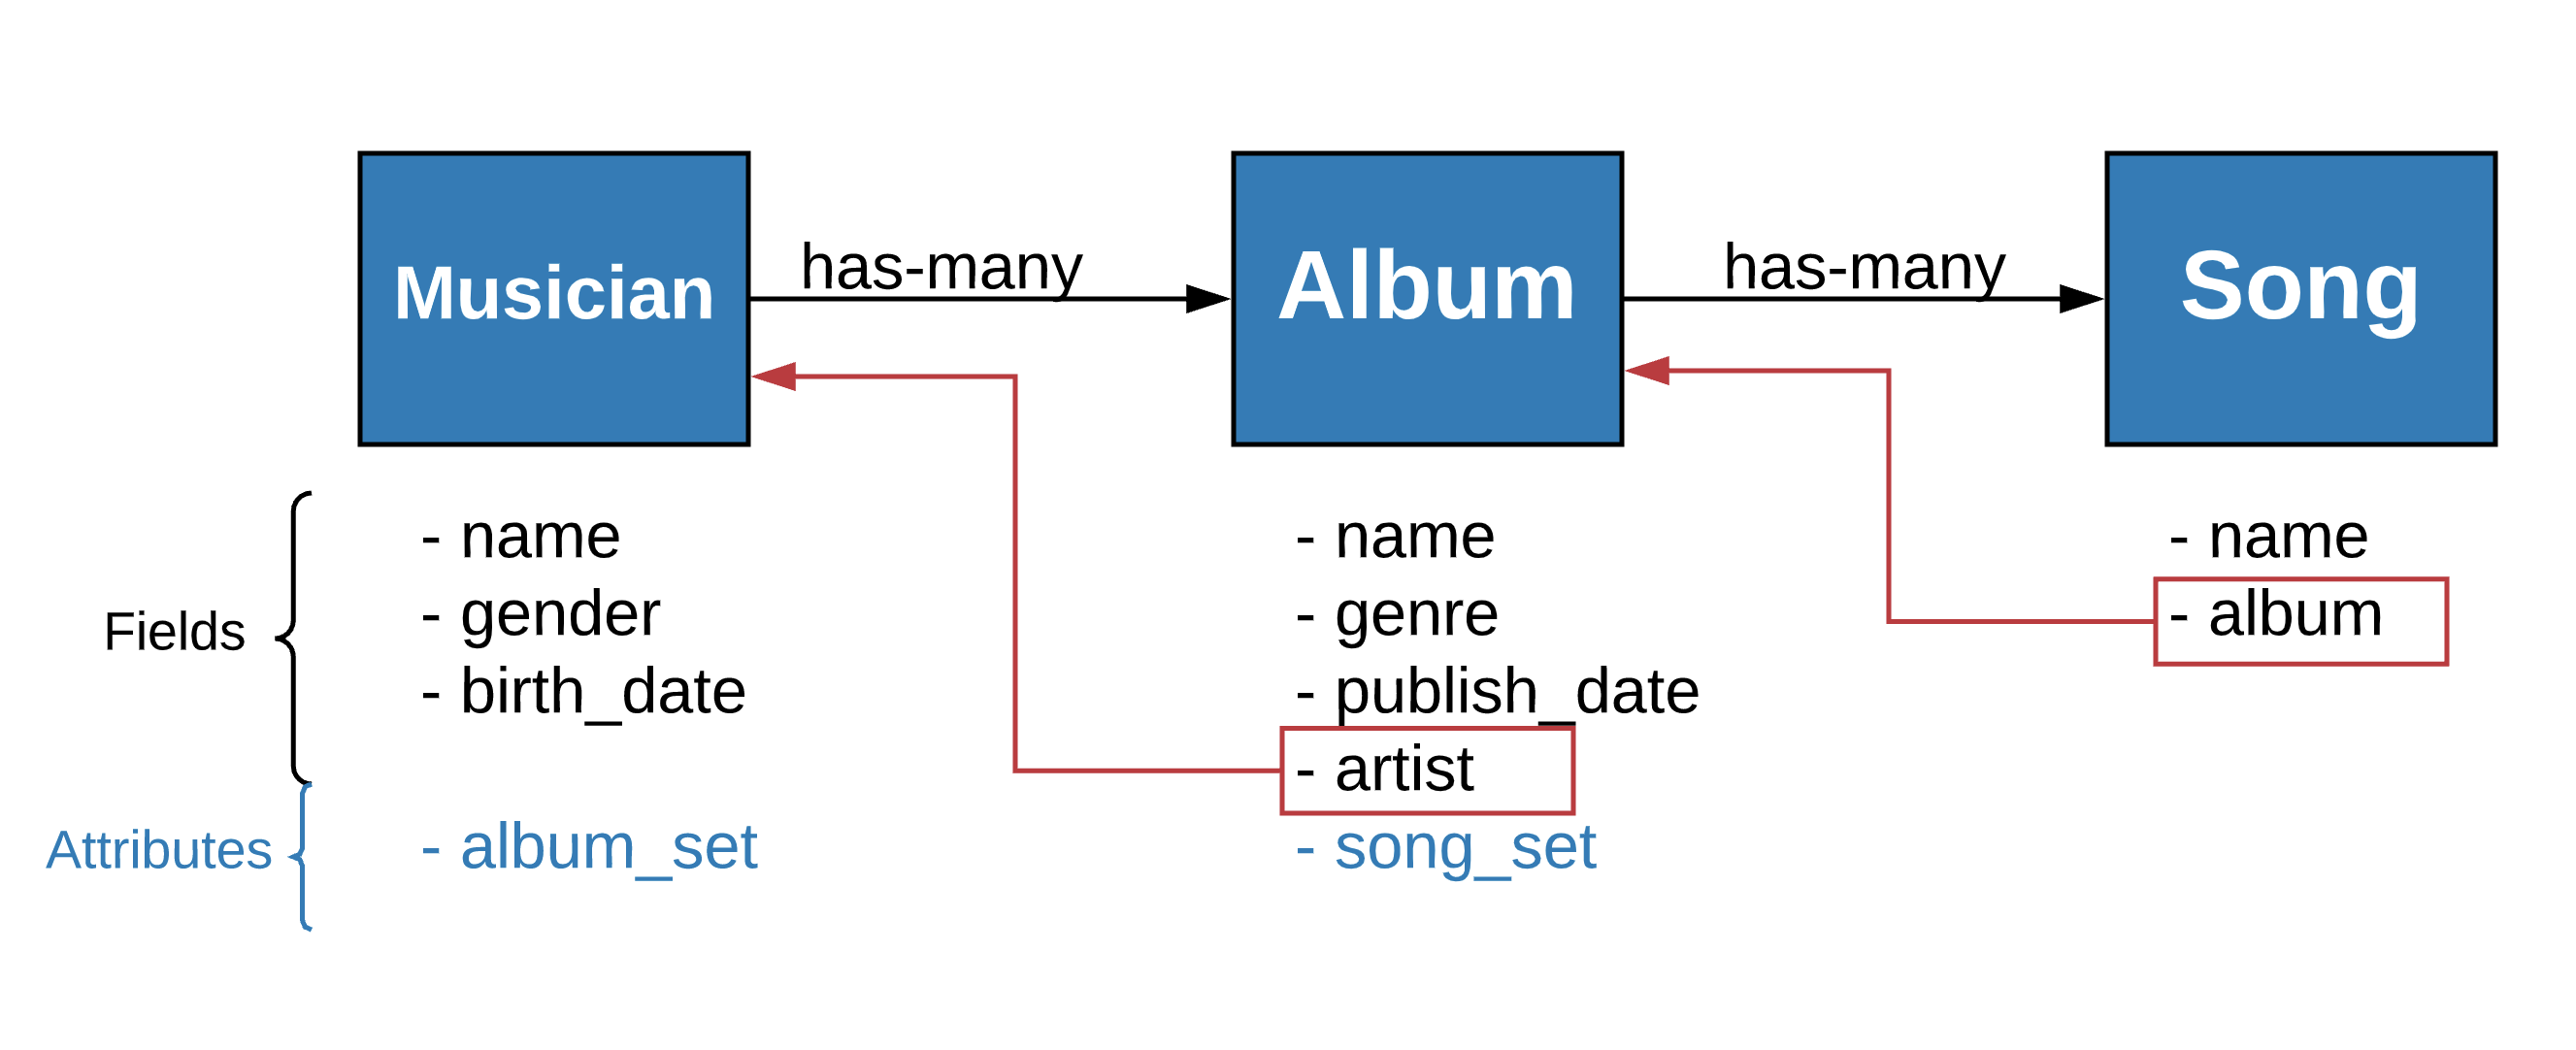 Musician
has-many
Album
has-many
Song
Fields
- name
- gender
- birth_date
- name
- genre
- publish_date
- artist
- name
- album
Attributes
- album_set
- song_set